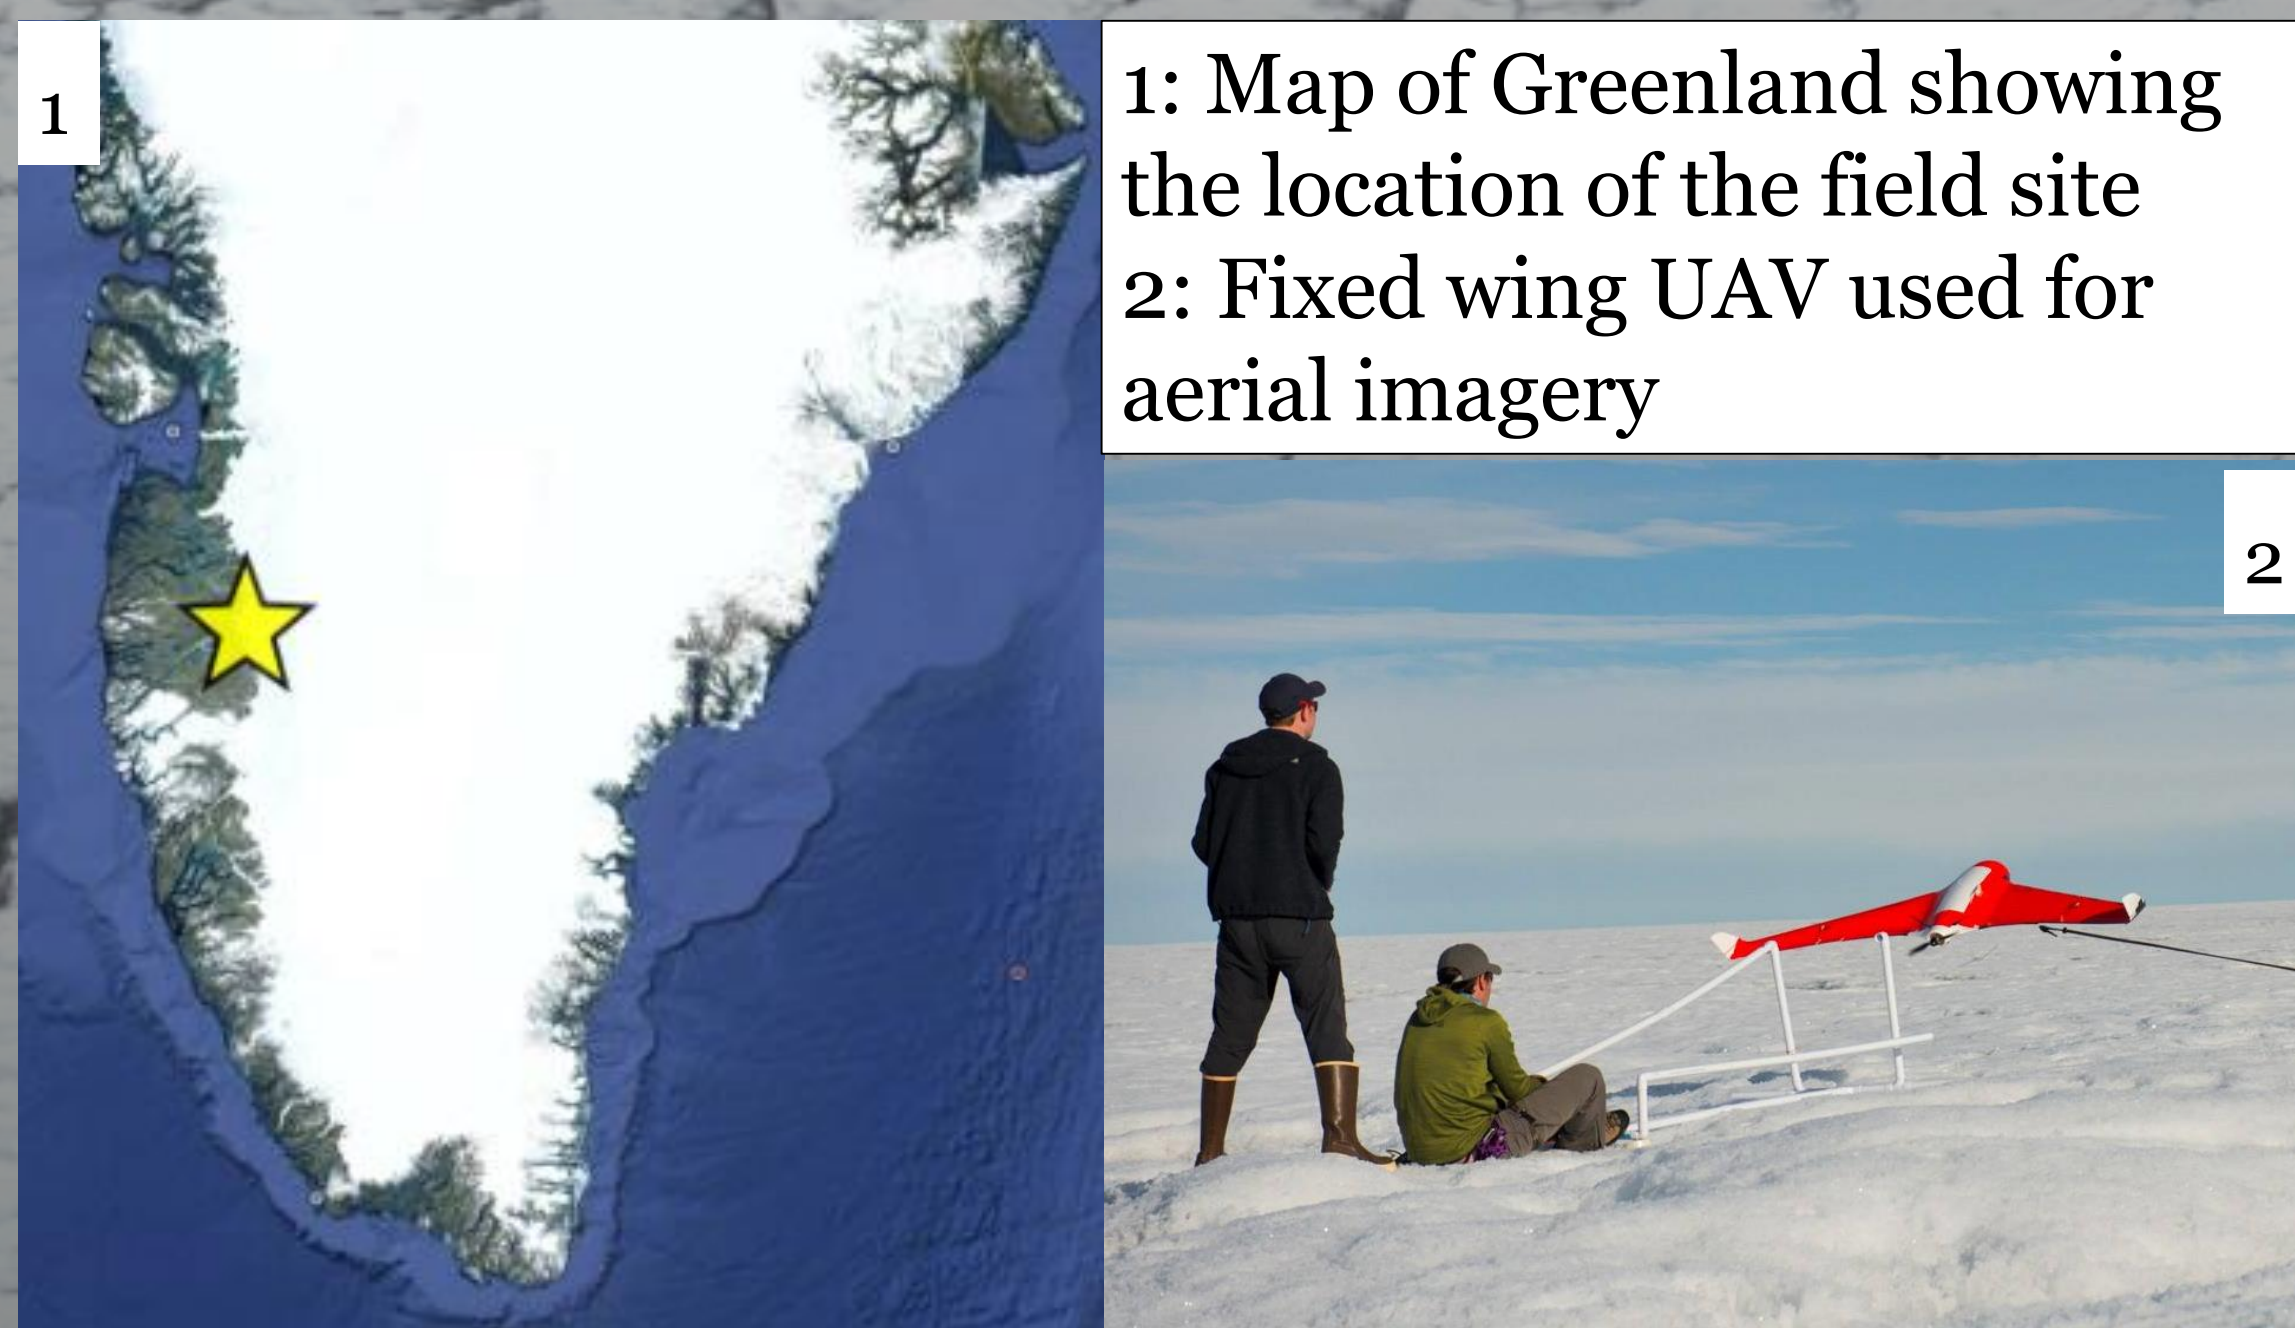 1
1: Map of Greenland showing
the location of the field site
2: Fixed wing UAV used for
aerial imagery
2